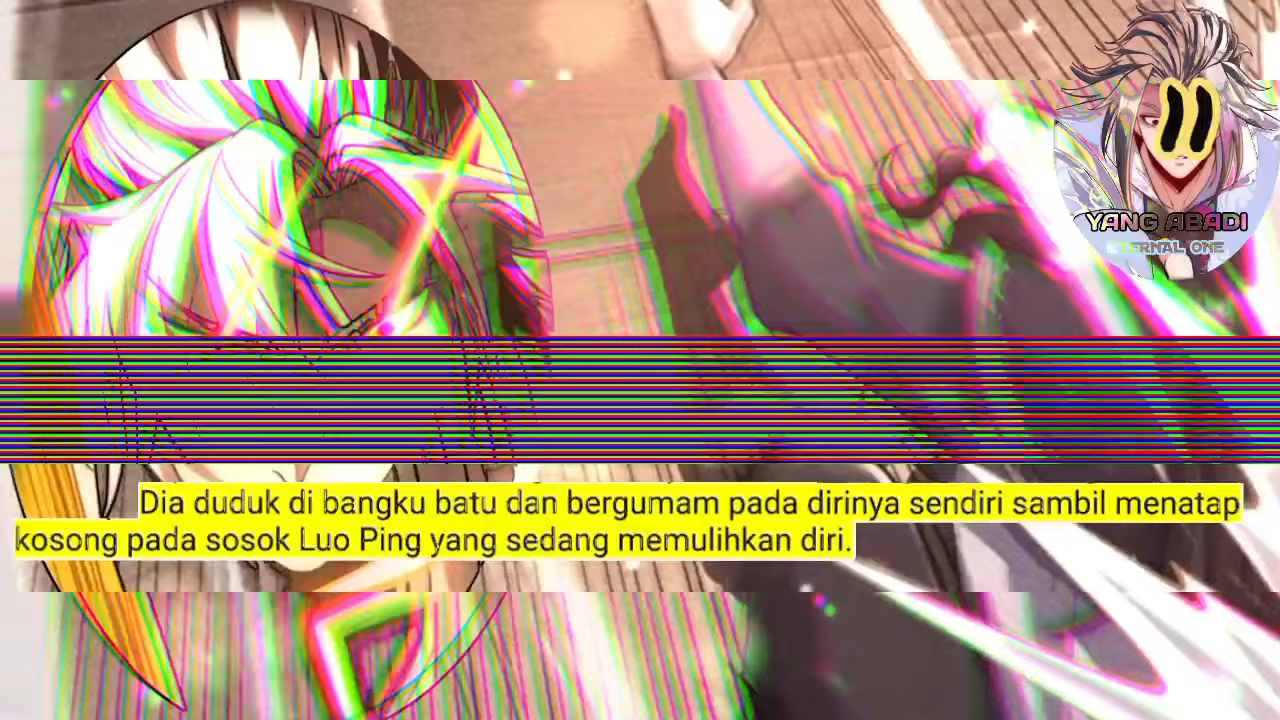 YANG ABADI
ETERNAL ONE
Dia duduk di bangku batu dan bergumam pada dirinya sendiri sambil menatap
kosong pada sosok Luo Ping yang sedang memulihkan diri.